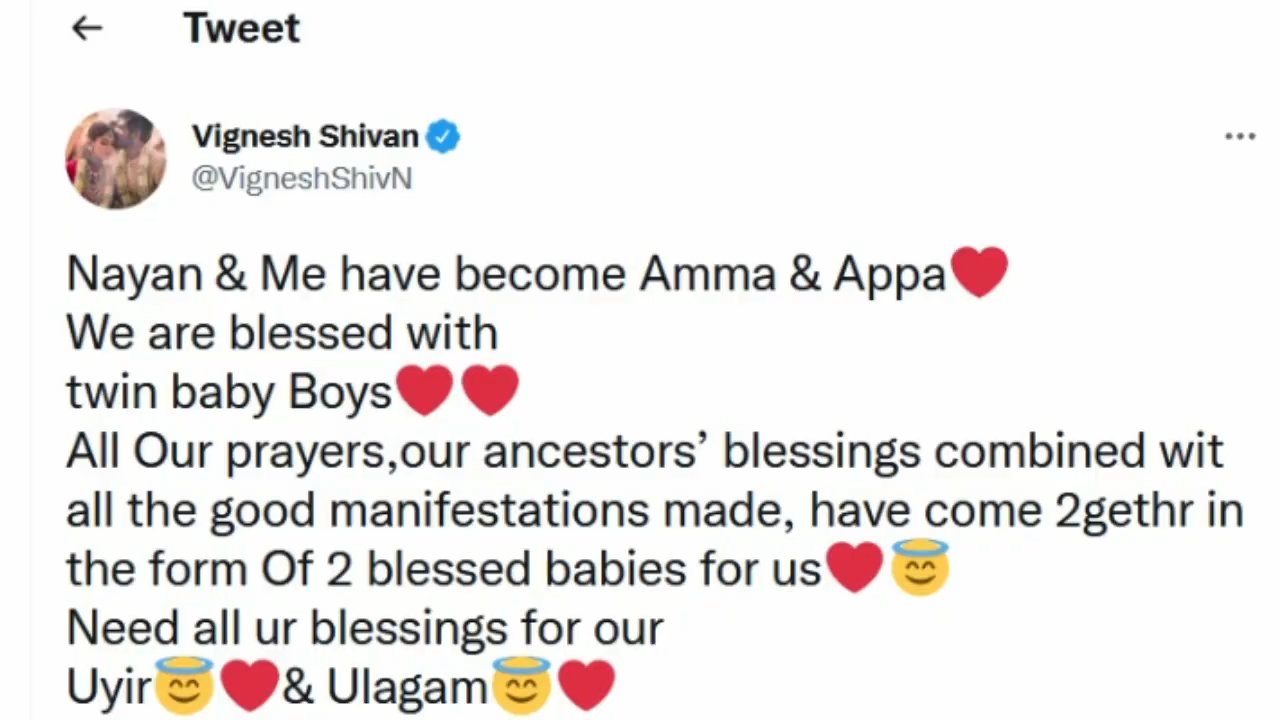 Tweet
Vignesh Shivan
@VigneshShivN
Nayan & Me have become Amma & Appa❤️
We are blessed with
twin baby Boys❤️❤️
All Our prayers,our ancestors’ blessings combined wit
all the good manifestations made, have come 2gethr in
the form Of 2 blessed babies for us❤️😇
Need all ur blessings for our
Uyir😇❤️& Ulagam😇❤️